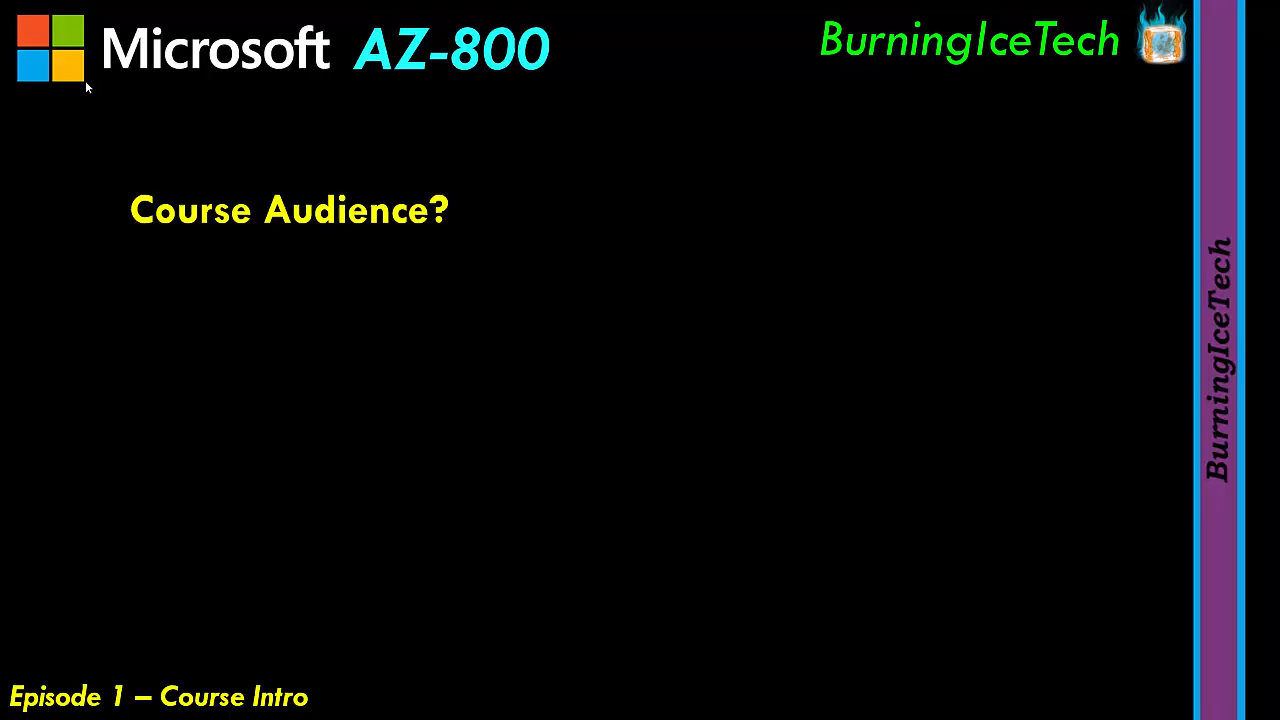 Microsoft AZ-800
BurningIceTech
Course Audience?
BurningIceTech
Episode 1 – Course Intro